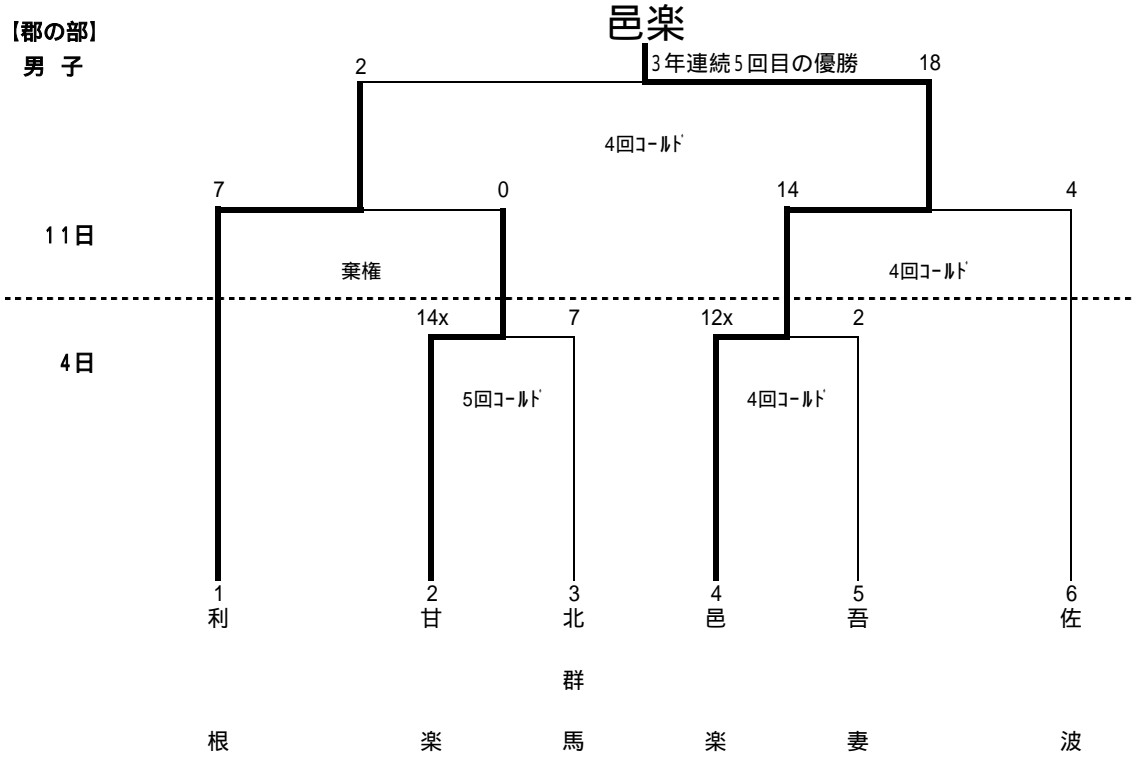 邑楽
【郡の部】
男 子
3年連続5回目の優勝
2
18
4回ｺｰﾙﾄﾞ
7
0
14
4
11日
棄権
4回ｺｰﾙﾄﾞ
14x
7
12x
2
4日
5回ｺｰﾙﾄﾞ
4回ｺｰﾙﾄﾞ
1
利根
2
甘楽
3
北群馬
4
邑楽
5
吾妻
6
佐波